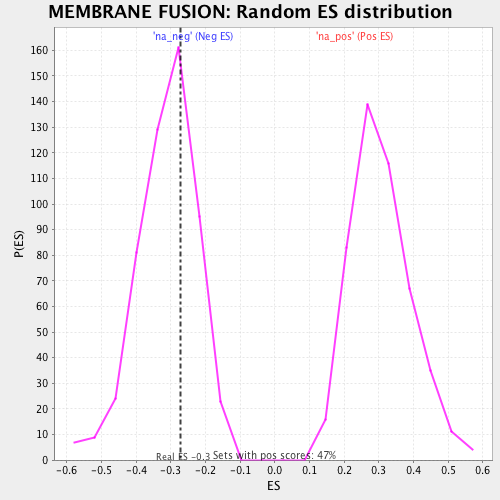 MEMBRANE FUSION: Random ES distribution
'na_neg' (Neg ES)
'na_pos' (Pos ES)
160
150
140
130
120
110
100
90
80
70
60
50
40
30
20
10
0
P(ES)
Real ES -0.3
Sets with pos scores: 47%
-0.6 -0.5 -0.4 -0.3 -0.2 -0.1 0.0 0.1 0.2 0.3 0.4 0.5 0.6
ES